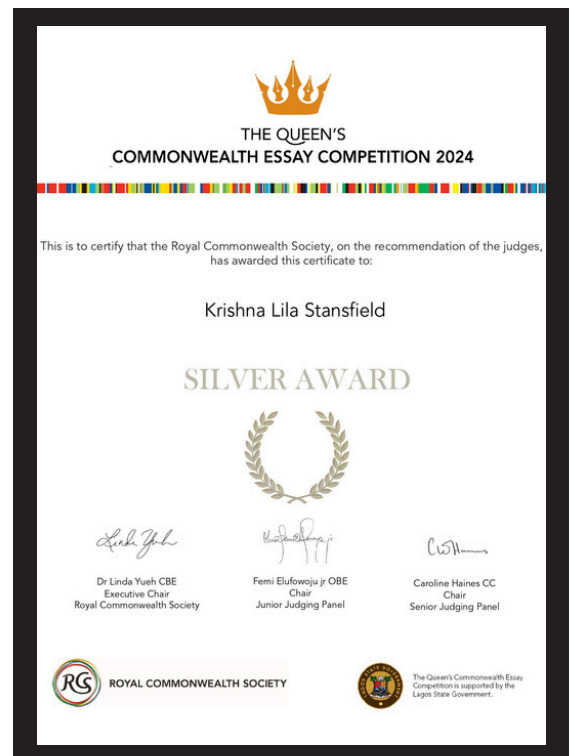 THE QUEEN'S
COMMONWEALTH ESSAY COMPETITION 2024
This is to certify that the Royal Commonwealth Society, on the recommendation of the judges,
has awarded this certificate to:
Krishna Lila Stansfield
SILVER AWARD
Dr Linda Yueh CBE
Executive Chair
Royal Commonwealth Society
Femi Elufowoju jr OBE
Chair
Junior Judging Panel
Caroline Haines CC
Chair
Senior Judging Panel
RCS
ROYAL COMMONWEALTH SOCIETY
LAGOS STATE GOVERNMENT
The Queen's Commonwealth Essay
Competition is supported by the
Lagos State Government.